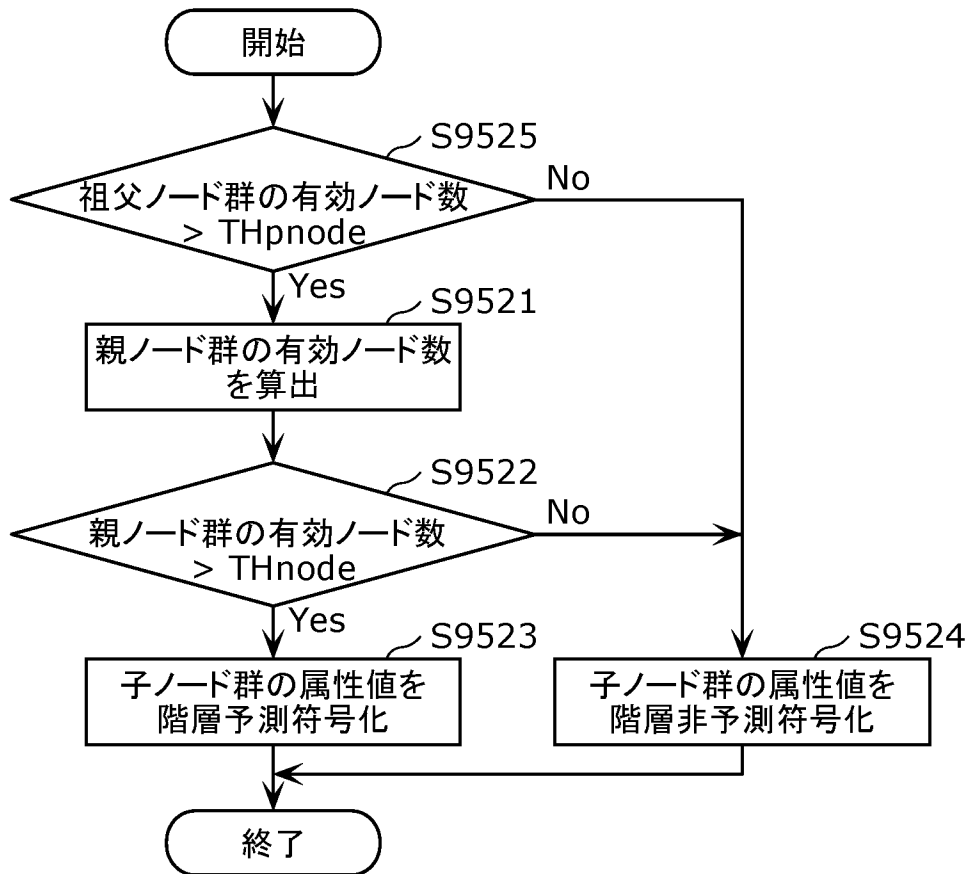 開始
S9525
祖父ノード群の有効ノード数
> THpnode
No
Yes
S9521
親ノード群の有効ノード数
を算出
S9522
親ノード群の有効ノード数
> THnode
No
Yes
S9523
子ノード群の属性値を
階層予測符号化
S9524
子ノード群の属性値を
階層非予測符号化
終了